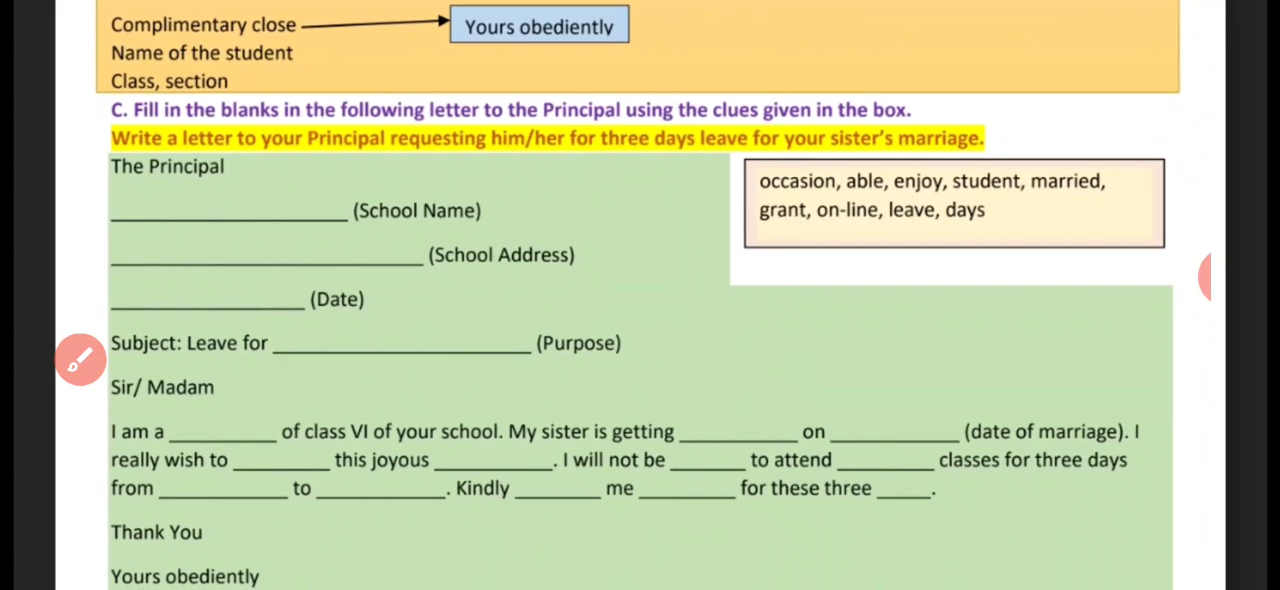 Complimentary close
Yours obediently
Name of the student
Class, section
C. Fill in the blanks in the following letter to the Principal using the clues given in the box.
Write a letter to your Principal requesting him/her for three days leave for your sister’s marriage.
The Principal
occasion, able, enjoy, student, married,
grant, on-line, leave, days
____________________ (School Name)
__________________________ (School Address)
________________ (Date)
Subject: Leave for ______________________ (Purpose)
Sir/ Madam
I am a _________ of class VI of your school. My sister is getting __________ on ___________ (date of marriage). I
really wish to ________ this joyous __________. I will not be ______ to attend ________ classes for three days
from ___________ to ___________. Kindly _______ me ________ for these three _____.
Thank You
Yours obediently